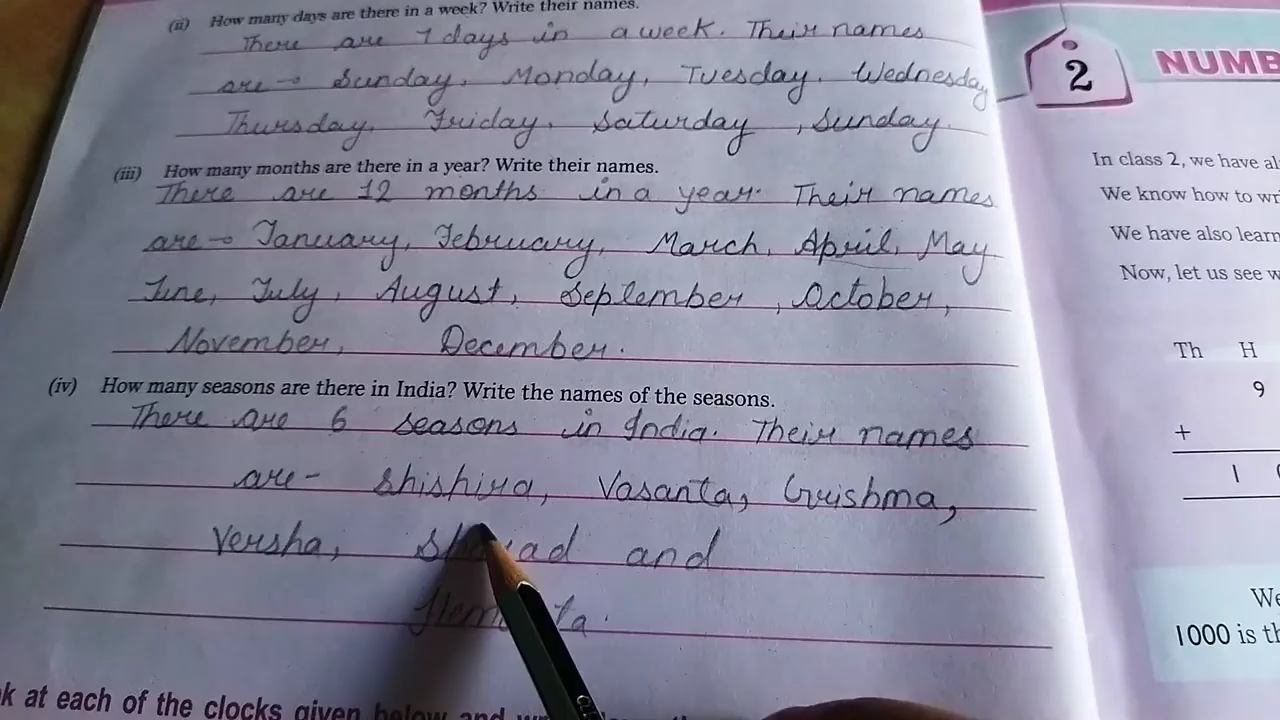 (ii) How many days are there in a week? Write their names.
There are 7 days in a week. Their names
are → Sunday, Monday, Tuesday, Wednesday
Thursday, Friday, Saturday , Sunday.
(iii) How many months are there in a year? Write their names.
There are 12 months in a year. Their names
are → January, February, March, April, May
June, July, August, September , October,
November, December.
(iv) How many seasons are there in India? Write the names of the seasons.
There are 6 seasons in India. Their names
are - Shishira, Vasanta, Grishma,
Versha, and
at each of the clocks given below and
2
NUMB
In class 2, we have al
We know how to wr
We have also learn
Now, let us see w
Th H
9
+
1
We
1000 is th